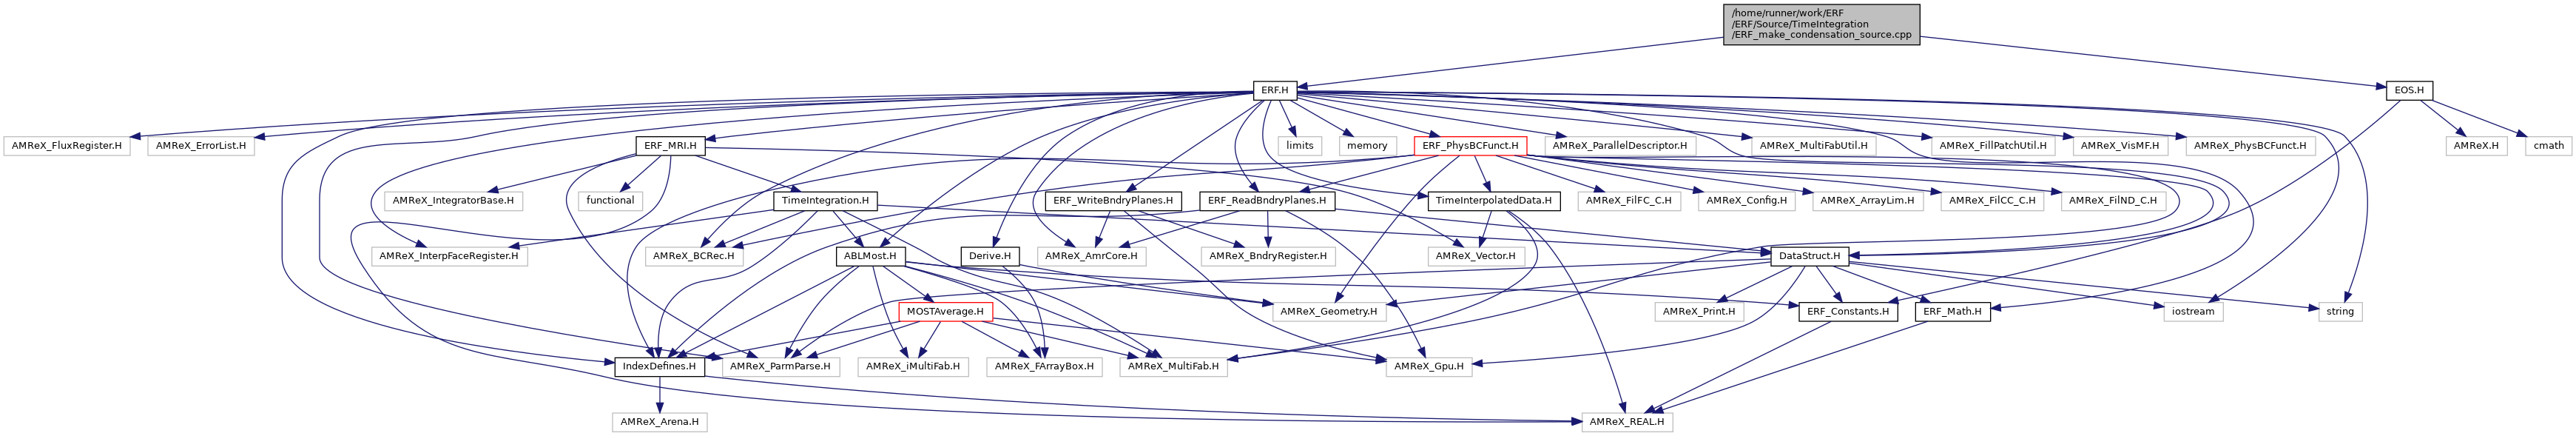 /home/runner/work/ERF
/ERF/Source/TimeIntegration
/ERF_make_condensation_source.cpp
ERF.H
EOS.H
AMReX_FluxRegister.H
AMReX_ErrorList.H
ERF_MRI.H
limits
memory
ERF_PhysBCFunct.H
AMReX_ParallelDescriptor.H
AMReX_MultiFabUtil.H
AMReX_FillPatchUtil.H
AMReX_VisMF.H
AMReX_PhysBCFunct.H
AMReX.H
cmath
AMReX_IntegratorBase.H
functional
TimeIntegration.H
ERF_WriteBndryPlanes.H
ERF_ReadBndryPlanes.H
TimeInterpolatedData.H
AMReX_FilFC_C.H
AMReX_Config.H
AMReX_ArrayLim.H
AMReX_FilCC_C.H
AMReX_FilND_C.H
AMReX_InterpFaceRegister.H
AMReX_BCRec.H
ABLMost.H
Derive.H
AMReX_AmrCore.H
AMReX_BndryRegister.H
AMReX_Vector.H
DataStruct.H
MOSTAverage.H
AMReX_Geometry.H
AMReX_Print.H
ERF_Constants.H
ERF_Math.H
iostream
string
IndexDefines.H
AMReX_ParmParse.H
AMReX_iMultiFab.H
AMReX_FArrayBox.H
AMReX_MultiFab.H
AMReX_Gpu.H
AMReX_Arena.H
AMReX_REAL.H